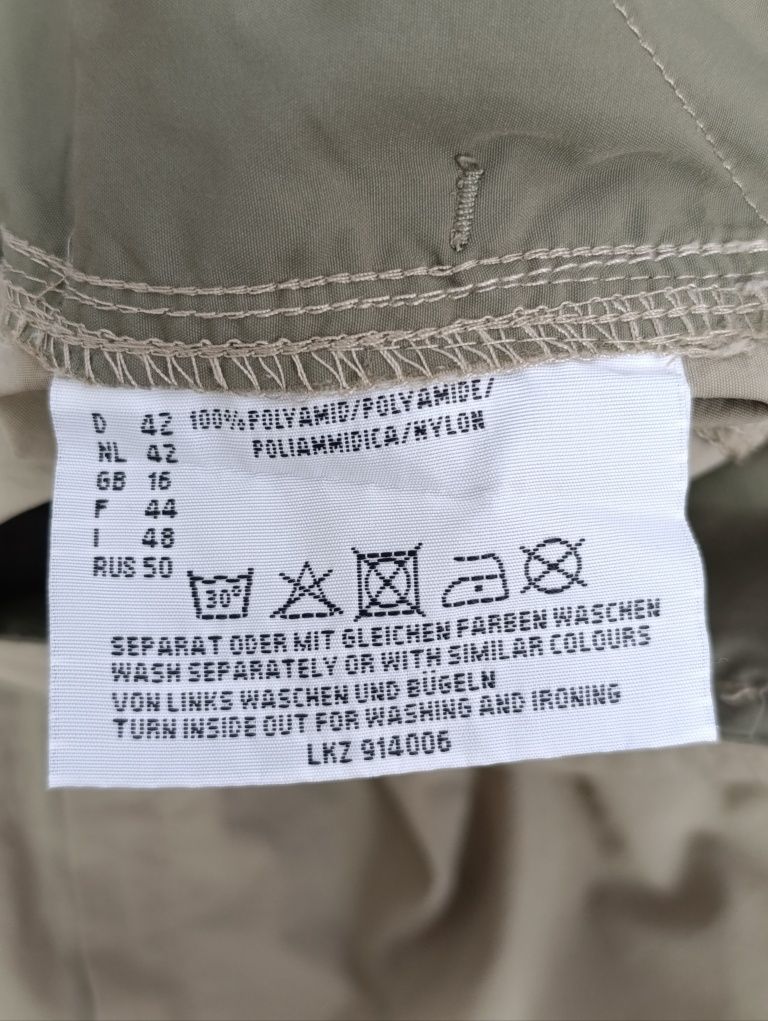 D 42
NL 42
GB 16
F 44
I 48
RUS 50
100% POLYAMID/POLYAMIDE/
POLIAMMIDICA/NYLON
30°
SEPARAT ODER MIT GLEICHEN FARBEN WASCHEN
WASH SEPARATELY OR WITH SIMILAR COLOURS
VON LINKS WASCHEN UND BÜGELN
TURN INSIDE OUT FOR WASHING AND IRONING
LKZ 914006